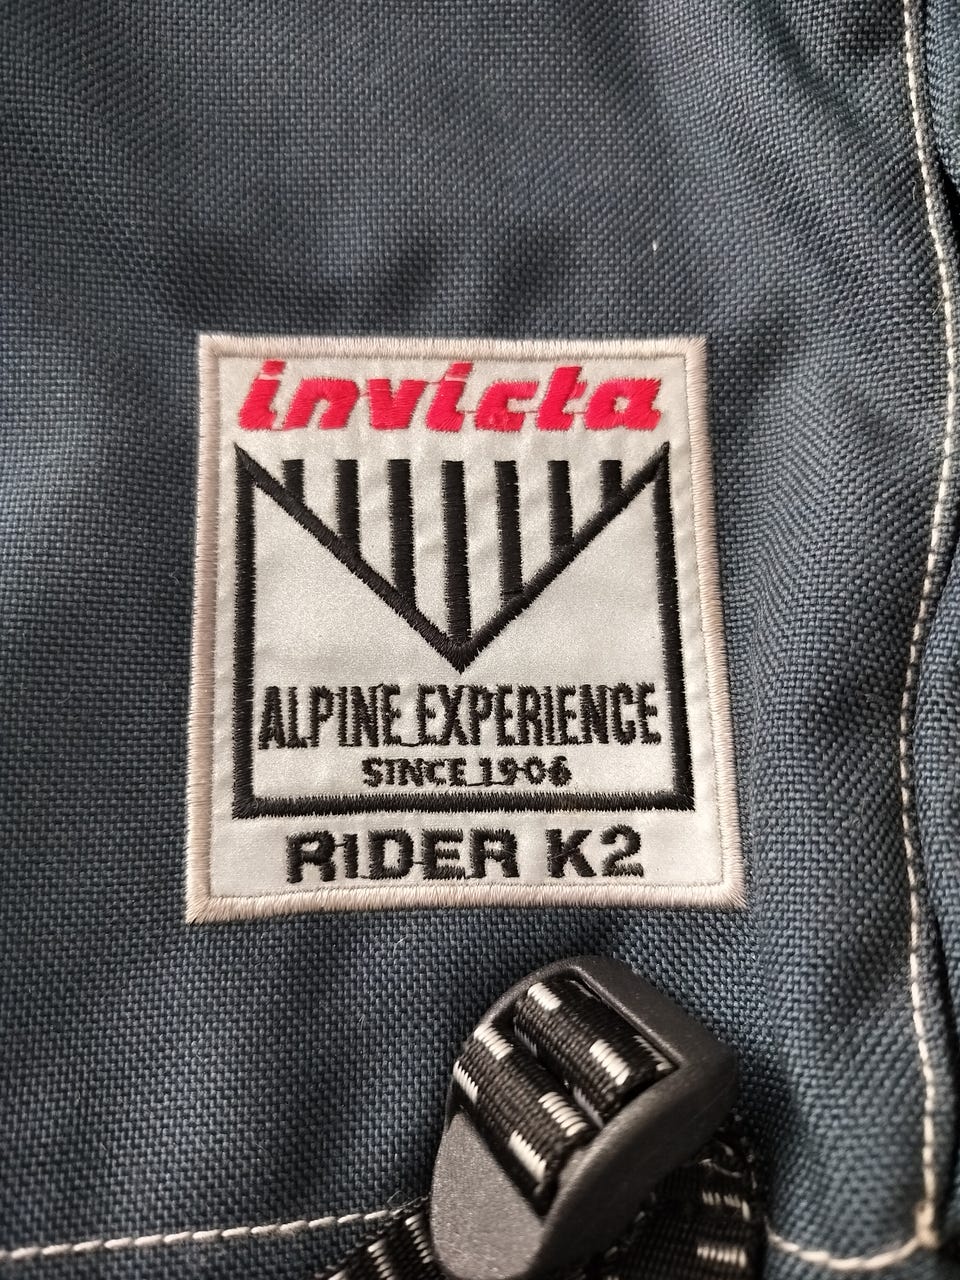 invicta
ALPINE EXPERIENCE
SINCE 1906
RIDER K2